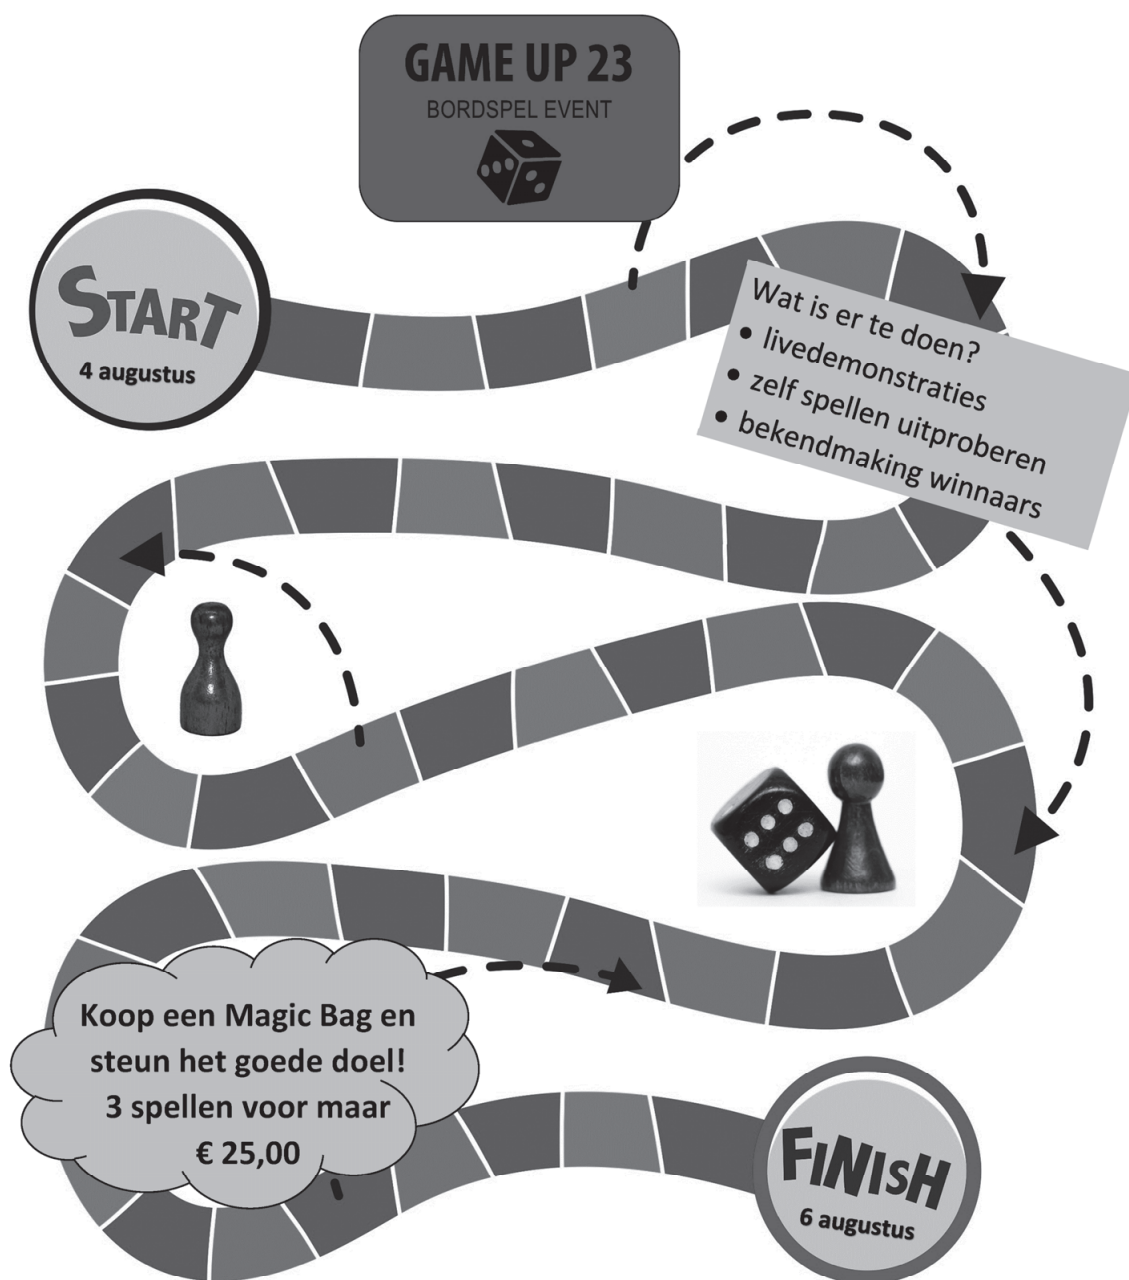 GAME UP 23
BORDSPEL EVENT
START
4 augustus
Wat is er te doen?
• livedemonstraties
• zelf spellen uitproberen
• bekendmaking winnaars
Koop een Magic Bag en
steun het goede doel!
3 spellen voor maar
€ 25,00
FINISH
6 augustus